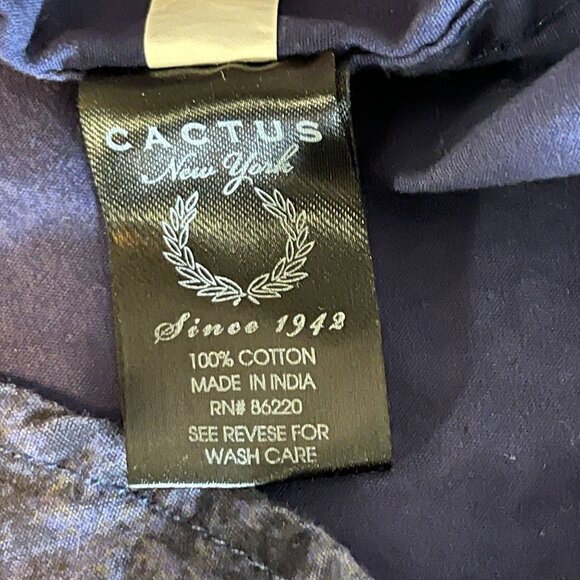 CACTUS
New York
Since 1942
100% COTTON
MADE IN INDIA
RN# 86220
SEE REVESE FOR
WASH CARE